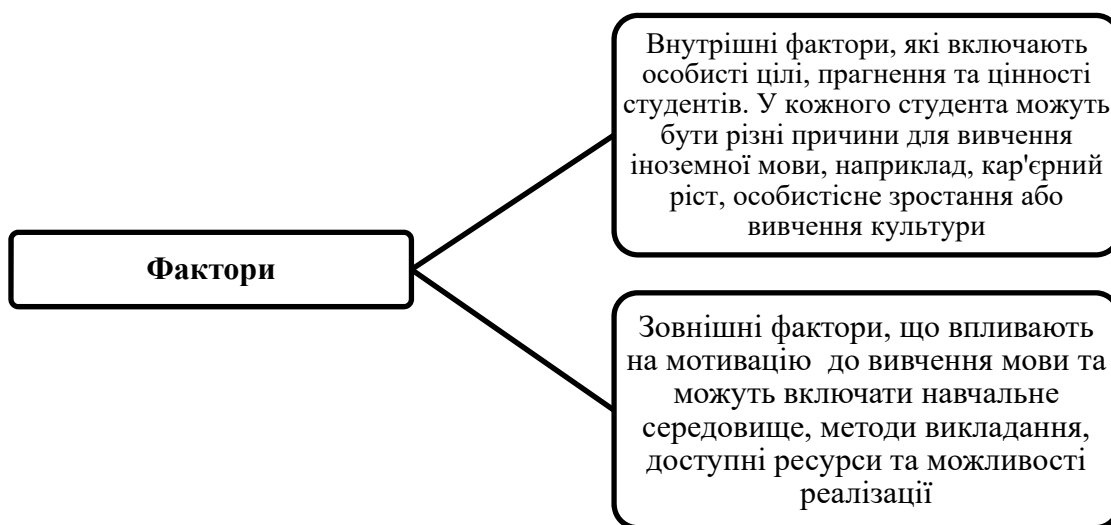 Внутрішні фактори, які включають
особисті цілі, прагнення та цінності
студентів. У кожного студента можуть
бути різні причини для вивчення
іноземної мови, наприклад, кар'єрний
ріст, особистісне зростання або
вивчення культури
Фактори
Зовнішні фактори, що впливають
на мотивацію  до вивчення мови та
можуть включати навчальне
середовище, методи викладання,
доступні ресурси та можливості
реалізації